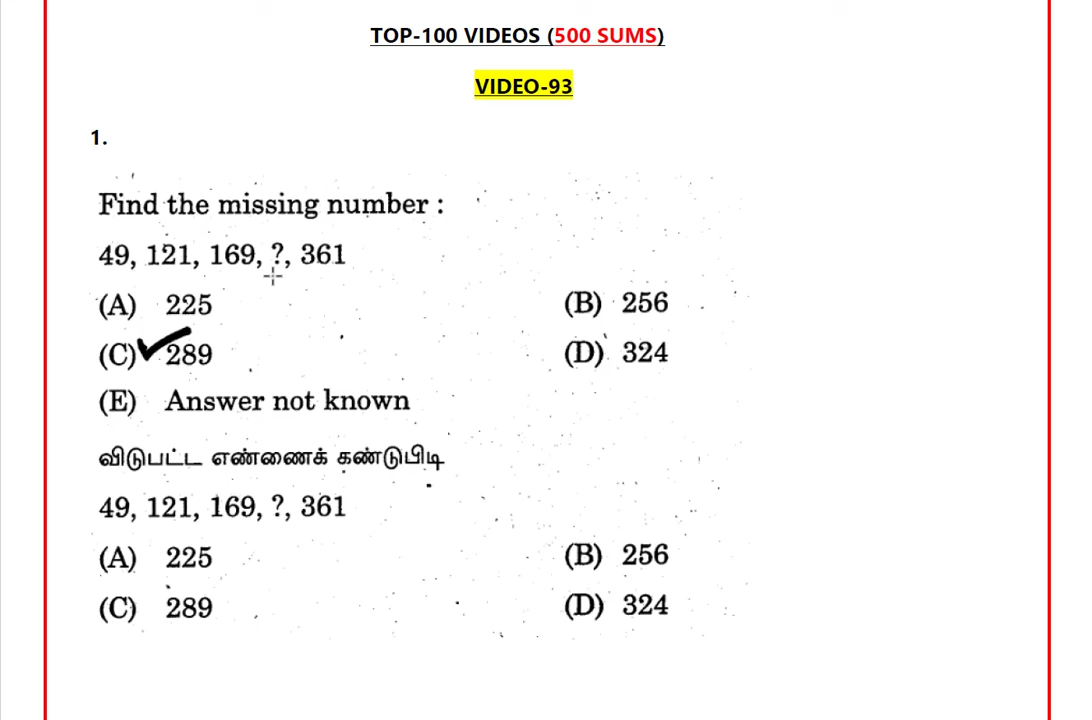 TOP-100 VIDEOS (500 SUMS)
VIDEO-93
1.
Find the missing number :
49, 121, 169, ?, 361
(A) 225 (B) 256
(C) 289 (D) 324
(E) Answer not known
விடுபட்ட எண்ணைக் கண்டுபிடி
49, 121, 169, ?, 361
(A) 225 (B) 256
(C) 289 (D) 324